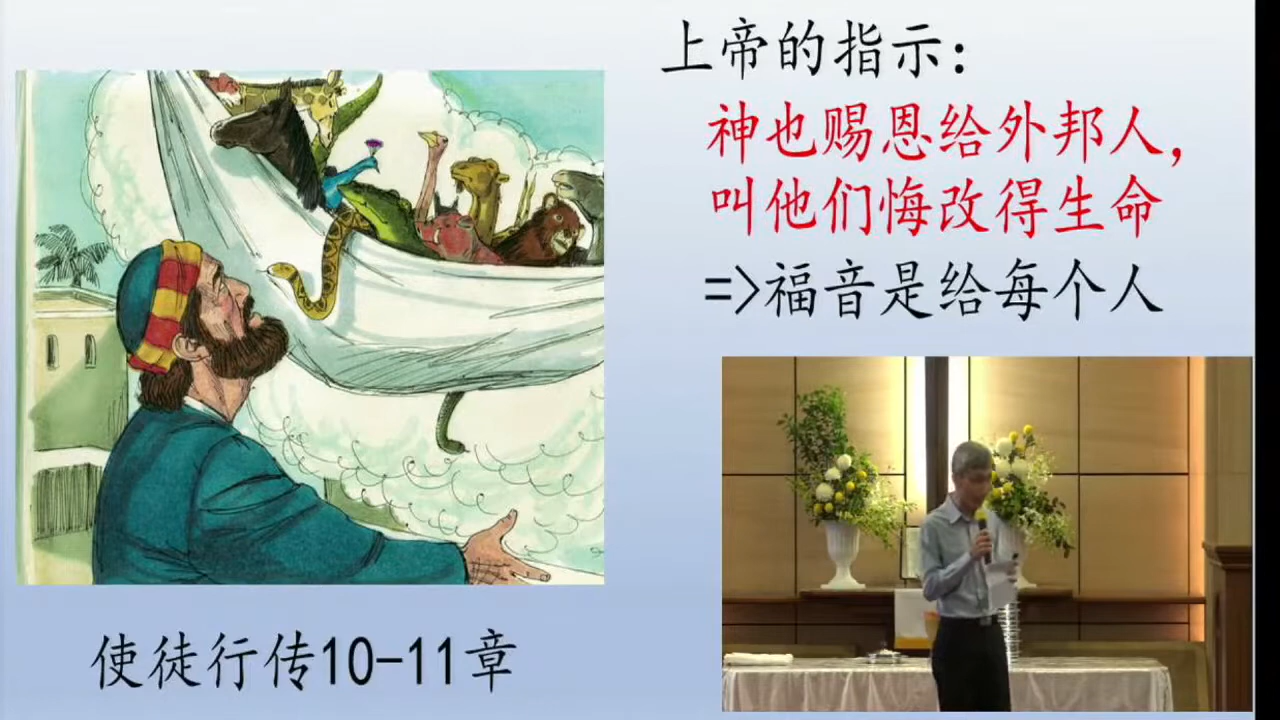 上帝的指示：
神也赐恩给外邦人，
叫他们悔改得生命
=>福音是给每个人
使徒行传10-11章